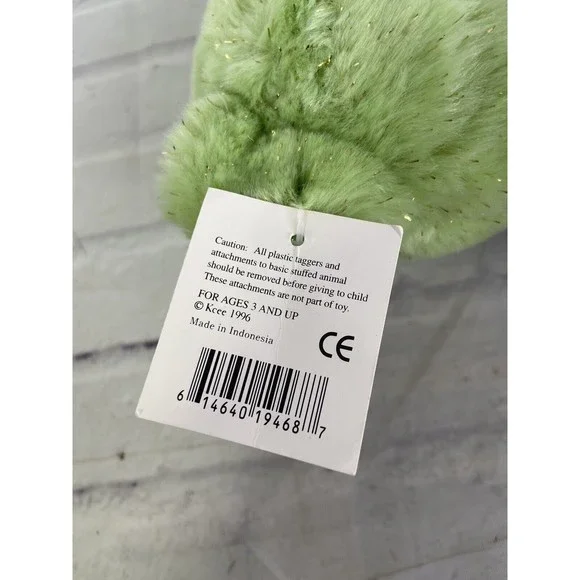 Caution: All plastic taggers and
attachments to basic stuffed animal
should be removed before giving to child
These attachments are not part of toy.
FOR AGES 3 AND UP
© Kcee 1996
Made in Indonesia
CE
6 14640 19468 7